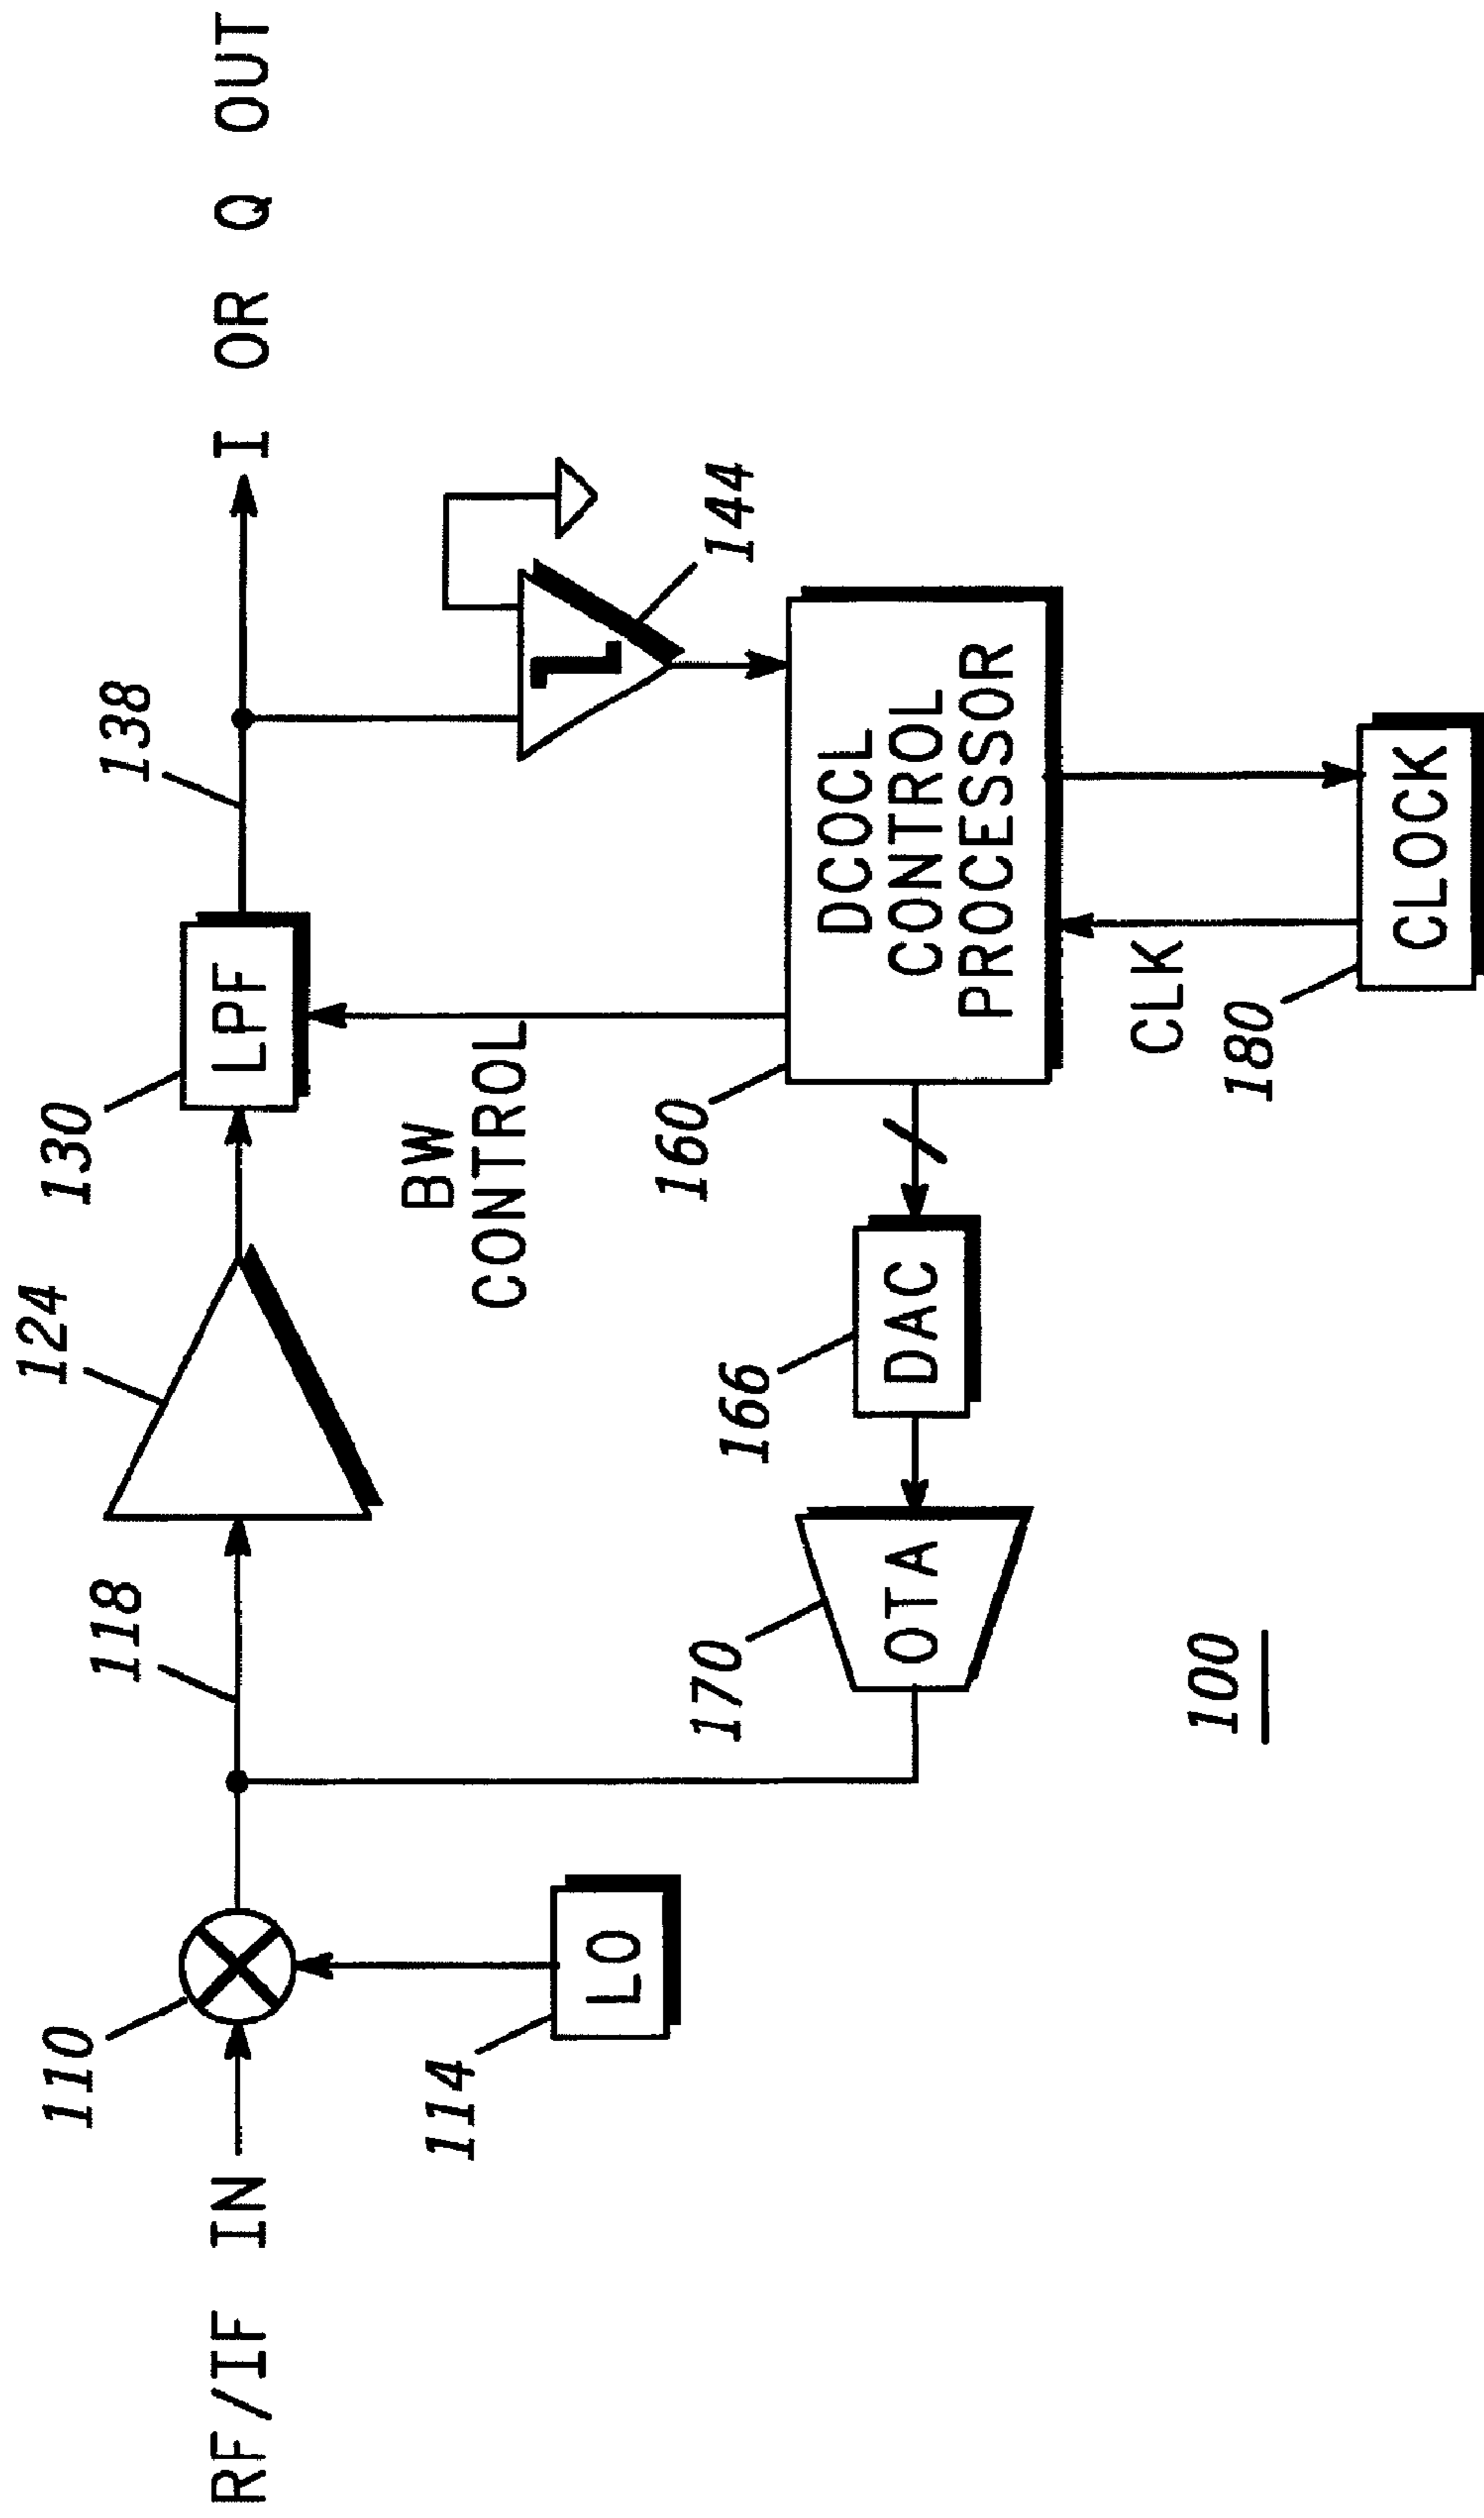 124
130
138
110
118
RF/IF IN
I OR Q OUT
LPF
BW
CONTROL
144
114
LO
170
166
160
OTA
DAC
DCOCL
CONTROL
PROCESSOR
CLK
100
180
CLOCK